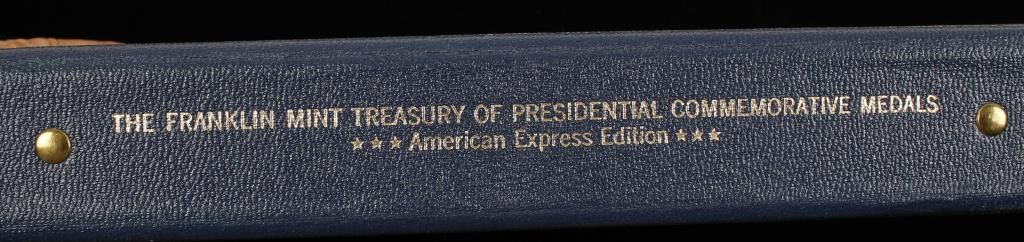 THE FRANKLIN MINT TREASURY OF PRESIDENTIAL COMMEMORATIVE MEDALS
★★★ American Express Edition ★★★